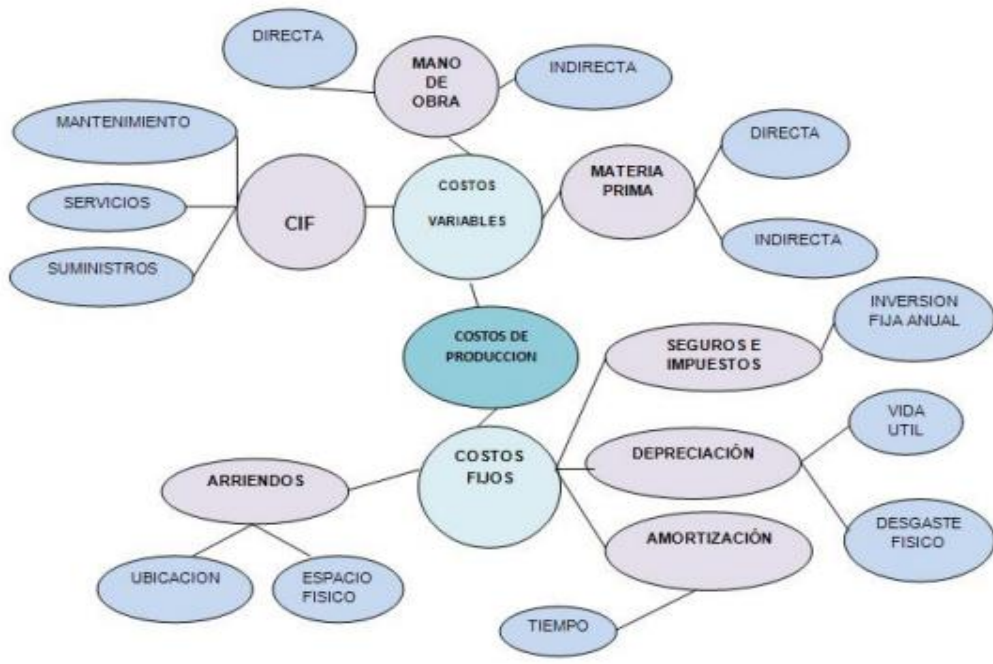 DIRECTA
MANO
DE
OBRA
INDIRECTA
MANTENIMIENTO
SERVICIOS
SUMINISTROS
CIF
COSTOS
VARIABLES
MATERIA
PRIMA
DIRECTA
INDIRECTA
COSTOS DE
PRODUCCION
SEGUROS E
IMPUESTOS
INVERSION
FIJA ANUAL
COSTOS
FIJOS
DEPRECIACIÓN
VIDA
UTIL
DESGASTE
FISICO
ARRIENDOS
UBICACION
ESPACIO
FISICO
AMORTIZACIÓN
TIEMPO